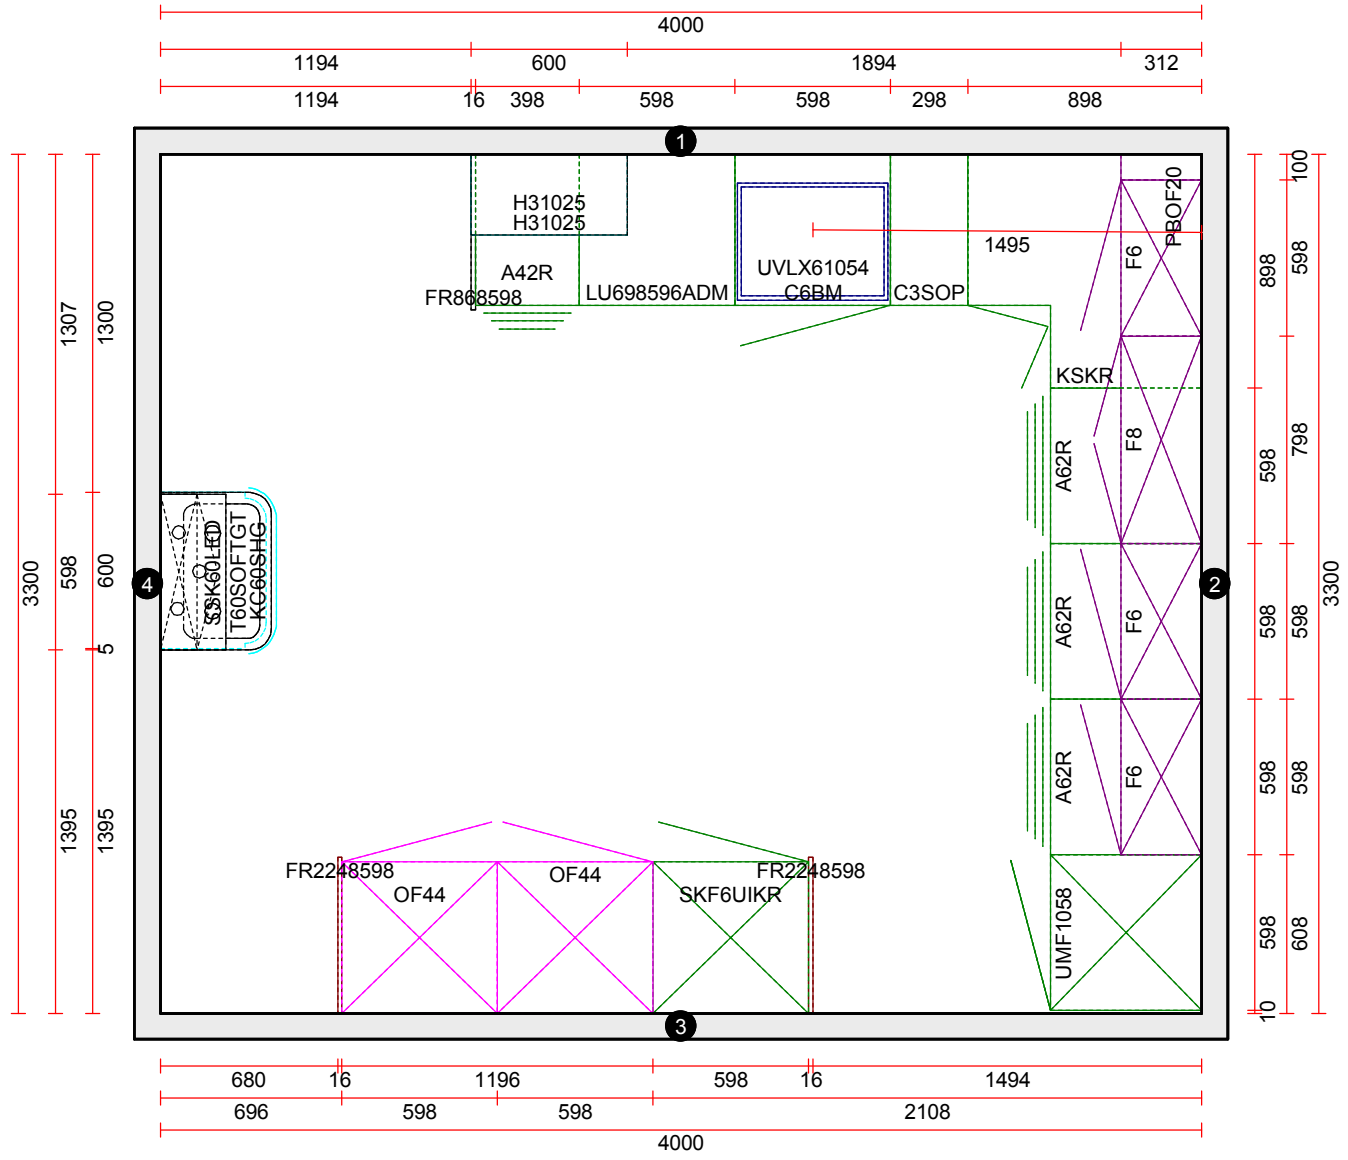 4000
1194 600 1894 312
1194 16 398 598 598 298 898
1
H31025
H31025
A42R
FR868598
LU698596ADM
UVLX61054
C6BM
C3SOP
1495
PBOF20
F6
KSKR
F8
A62R
A62R
F6
A62R
F6
UMF1058
2
4
SSK60LED
T60SOFTGT
KC60SHG
FR2248598
OF44
OF44
SKF6UIKR
FR2248598
3
3300
1307
598
1395
1300
600
5
1395
898
598
598
598
598
10
100
598
798
598
598
608
3300
680 16 1196 598 16 1494
696 598 598 2108
4000